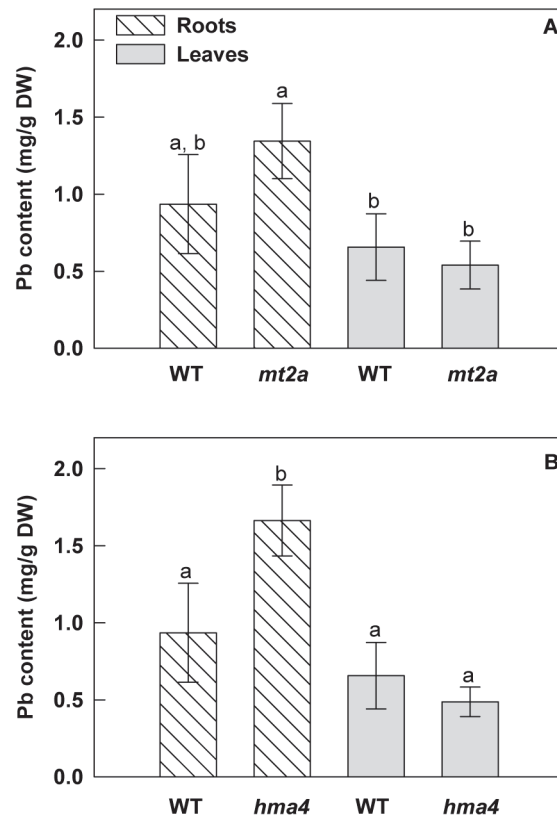 Roots
Leaves
A
Pb content (mg/g DW)
2.0
1.5
1.0
0.5
0.0
a, b
a
b
b
WT
mt2a
WT
mt2a
B
Pb content (mg/g DW)
2.0
1.5
1.0
0.5
0.0
a
b
a
a
WT
hma4
WT
hma4